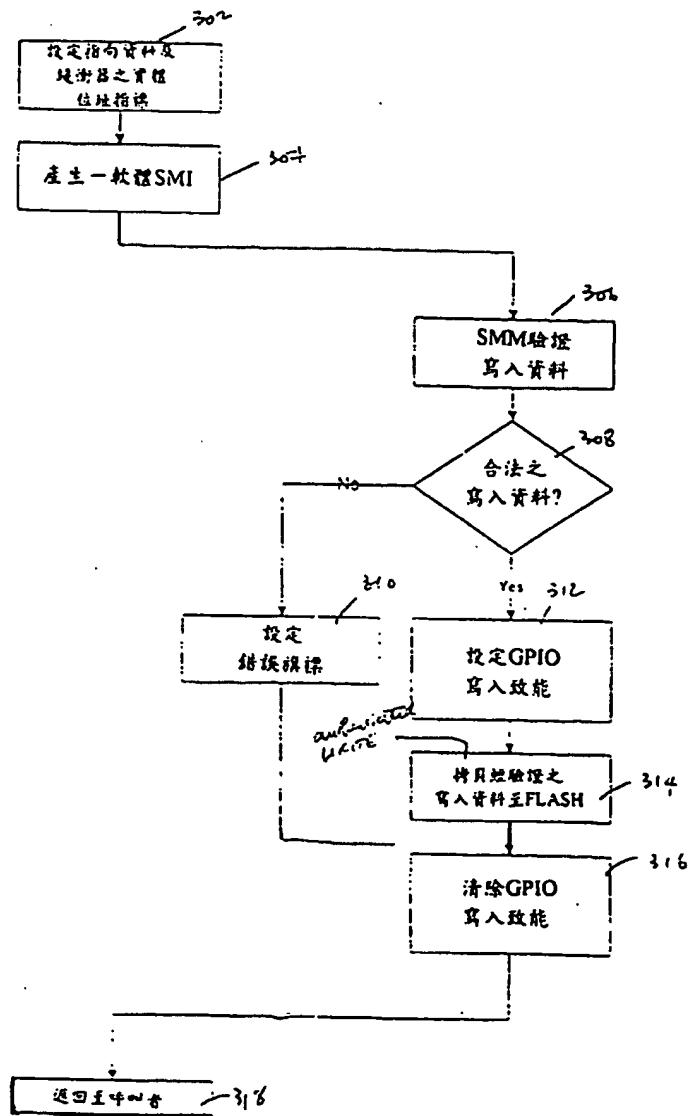 302
設定指向資料及
緩衝器之實體
位址指標
304
產生一軟體SMI
306
SMM驗證
寫入資料
308
合法之
寫入資料?
No
Yes
310
設定
錯誤旗標
312
設定GPIO
寫入致能
authenticated
WRITE
拷貝經驗證之
寫入資料至FLASH
314
316
清除GPIO
寫入致能
返回至呼叫者
318